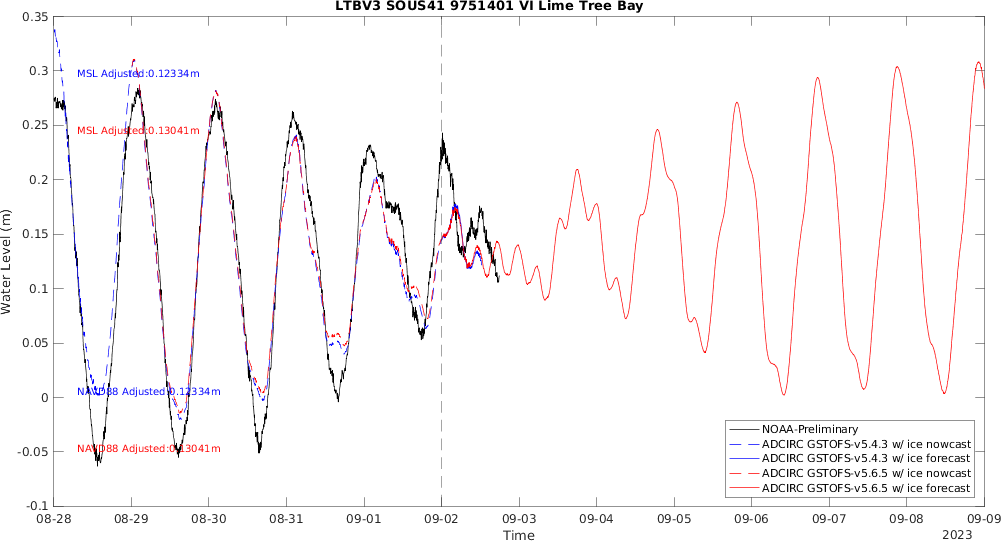 LTBV3 SOUS41 9751401 VI Lime Tree Bay
0.35
0.3
0.25
0.2
0.15
0.1
0.05
0
-0.05
-0.1
Water Level (m)
MSL Adjusted:0.12334m
MSL Adjusted:0.13041m
NAVD88 Adjusted:0.12334m
NAVD88 Adjusted:0.13041m
NOAA-Preliminary
ADCIRC GSTOFS-v5.4.3 w/ ice nowcast
ADCIRC GSTOFS-v5.4.3 w/ ice forecast
ADCIRC GSTOFS-v5.6.5 w/ ice nowcast
ADCIRC GSTOFS-v5.6.5 w/ ice forecast
08-28 08-29 08-30 08-31 09-01 09-02 09-03 09-04 09-05 09-06 09-07 09-08 09-09
Time
2023